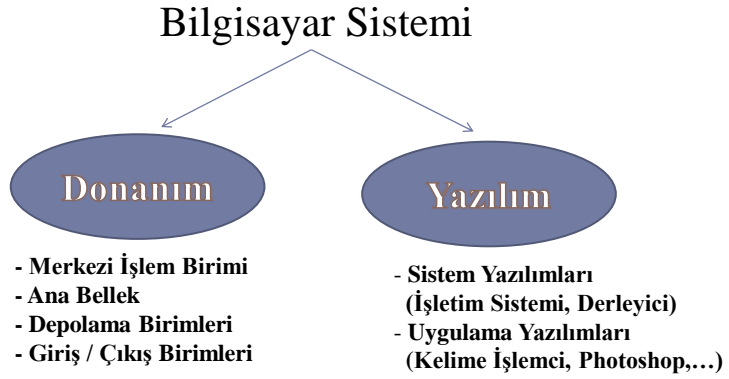 Bilgisayar Sistemi
Donanım
- Merkezi İşlem Birimi
- Ana Bellek
- Depolama Birimleri
- Giriş / Çıkış Birimleri
Yazılım
- Sistem Yazılımları
(İşletim Sistemi, Derleyici)
- Uygulama Yazılımları
(Kelime İşlemci, Photoshop,…)